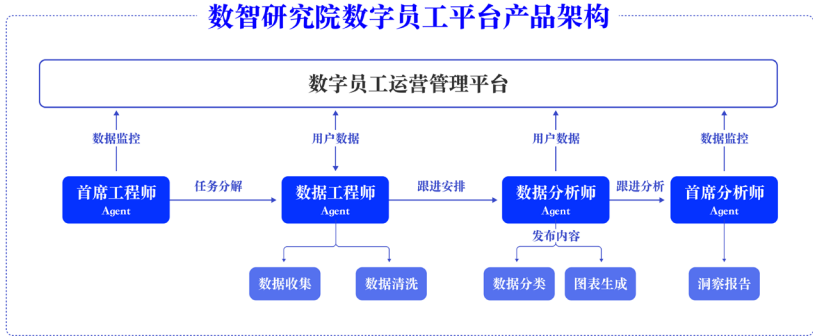 数智研究院数字员工平台产品架构
数字员工运营管理平台
数据监控
用户数据
用户数据
数据监控
首席工程师
Agent
任务分解
数据工程师
Agent
跟进安排
数据分析师
Agent
跟进分析
首席分析师
Agent
发布内容
数据收集
数据清洗
数据分类
图表生成
洞察报告